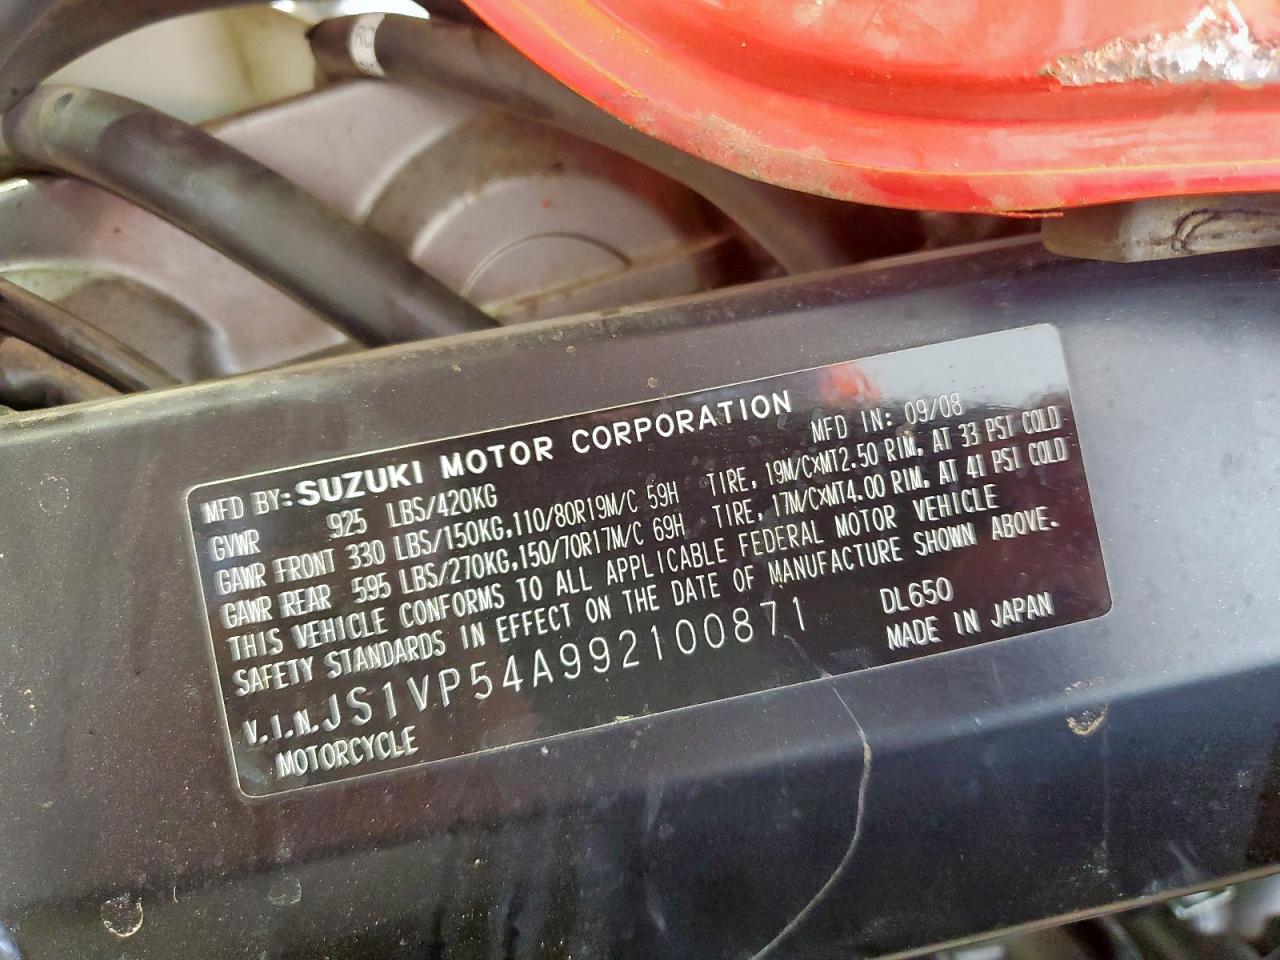 MFD BY: SUZUKI MOTOR CORPORATION
MFD IN: 09/08
GVWR 925 LBS/420KG
GAWR FRONT 330 LBS/150KG,110/80R19M/C 59H TIRE, 19M/CxMT2.50 RIM, AT 33 PSI COLD
GAWR REAR 595 LBS/270KG,150/70R17M/C 69H TIRE, 17M/CxMT4.00 RIM, AT 41 PSI COLD
THIS VEHICLE CONFORMS TO ALL APPLICABLE FEDERAL MOTOR VEHICLE
SAFETY STANDARDS IN EFFECT ON THE DATE OF MANUFACTURE SHOWN ABOVE.
V.I.N.JS1VP54A992100871
DL650
MOTORCYCLE
MADE IN JAPAN